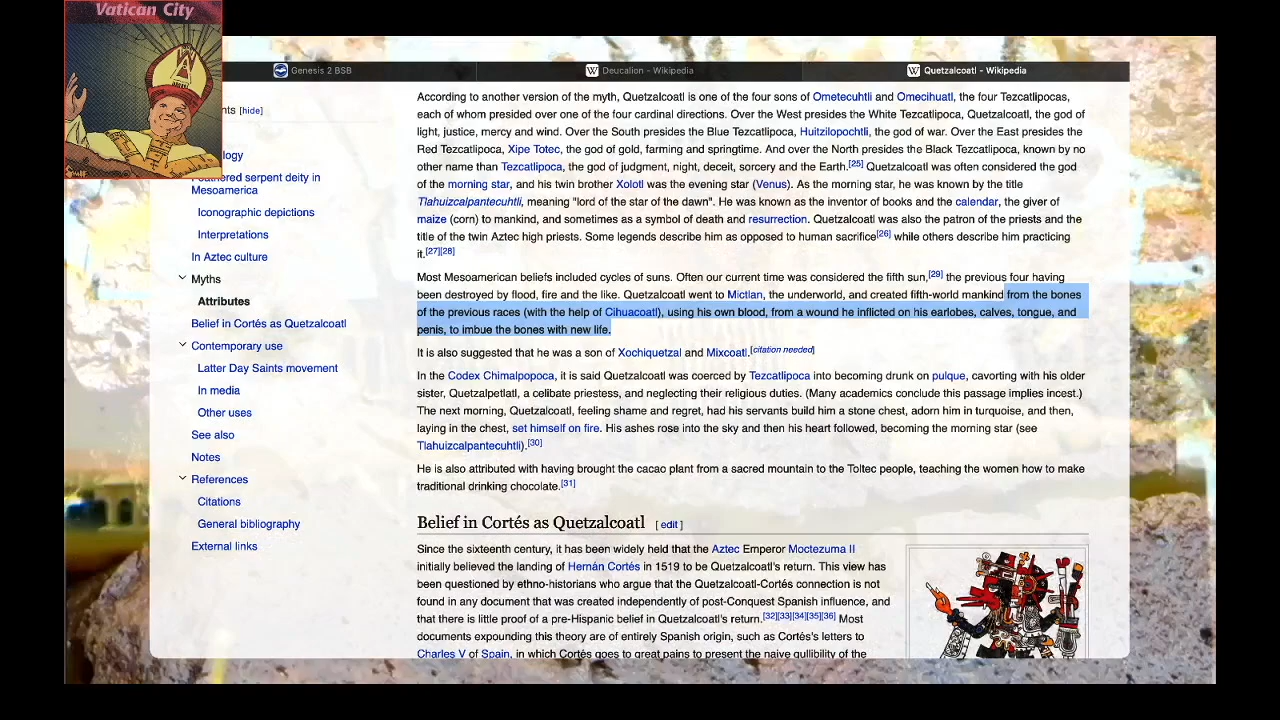 Vatican City
Genesis 2 BSB
Deucalion - Wikipedia
Quetzalcoatl - Wikipedia
nts [hide]
logy
Feathered serpent deity in
Mesoamerica
Iconographic depictions
Interpretations
In Aztec culture
Myths
Attributes
Belief in Cortés as Quetzalcoatl
Contemporary use
Latter Day Saints movement
In media
Other uses
See also
Notes
References
Citations
General bibliography
External links
According to another version of the myth, Quetzalcoatl is one of the four sons of Ometecuhtli and Omecihuatl, the four Tezcatlipocas,
each of whom presided over one of the four cardinal directions. Over the West presides the White Tezcatlipoca, Quetzalcoatl, the god of
light, justice, mercy and wind. Over the South presides the Blue Tezcatlipoca, Huitzilopochtli, the god of war. Over the East presides the
Red Tezcatlipoca, Xipe Totec, the god of gold, farming and springtime. And over the North presides the Black Tezcatlipoca, known by no
other name than Tezcatlipoca, the god of judgment, night, deceit, sorcery and the Earth.[25] Quetzalcoatl was often considered the god
of the morning star, and his twin brother Xolotl was the evening star (Venus). As the morning star, he was known by the title
Tlahuizcalpantecuhtli, meaning "lord of the star of the dawn". He was known as the inventor of books and the calendar, the giver of
maize (corn) to mankind, and sometimes as a symbol of death and resurrection. Quetzalcoatl was also the patron of the priests and the
title of the twin Aztec high priests. Some legends describe him as opposed to human sacrifice[26] while others describe him practicing
it.[27][28]
Most Mesoamerican beliefs included cycles of suns. Often our current time was considered the fifth sun,[29] the previous four having
been destroyed by flood, fire and the like. Quetzalcoatl went to Mictlan, the underworld, and created fifth-world mankind from the bones
of the previous races (with the help of Cihuacoatl), using his own blood, from a wound he inflicted on his earlobes, calves, tongue, and
penis, to imbue the bones with new life.
It is also suggested that he was a son of Xochiquetzal and Mixcoatl.[citation needed]
In the Codex Chimalpopoca, it is said Quetzalcoatl was coerced by Tezcatlipoca into becoming drunk on pulque, cavorting with his older
sister, Quetzalpetlatl, a celibate priestess, and neglecting their religious duties. (Many academics conclude this passage implies incest.)
The next morning, Quetzalcoatl, feeling shame and regret, had his servants build him a stone chest, adorn him in turquoise, and then,
laying in the chest, set himself on fire. His ashes rose into the sky and then his heart followed, becoming the morning star (see
Tlahuizcalpantecuhtli).[30]
He is also attributed with having brought the cacao plant from a sacred mountain to the Toltec people, teaching the women how to make
traditional drinking chocolate.[31]
Belief in Cortés as Quetzalcoatl [ edit ]
Since the sixteenth century, it has been widely held that the Aztec Emperor Moctezuma II
initially believed the landing of Hernán Cortés in 1519 to be Quetzalcoatl's return. This view has
been questioned by ethno-historians who argue that the Quetzalcoatl-Cortés connection is not
found in any document that was created independently of post-Conquest Spanish influence, and
that there is little proof of a pre-Hispanic belief in Quetzalcoatl's return.[32][33][34][35][36] Most
documents expounding this theory are of entirely Spanish origin, such as Cortés's letters to
Charles V of Spain, in which Cortés goes to great pains to present the naive gullibility of the